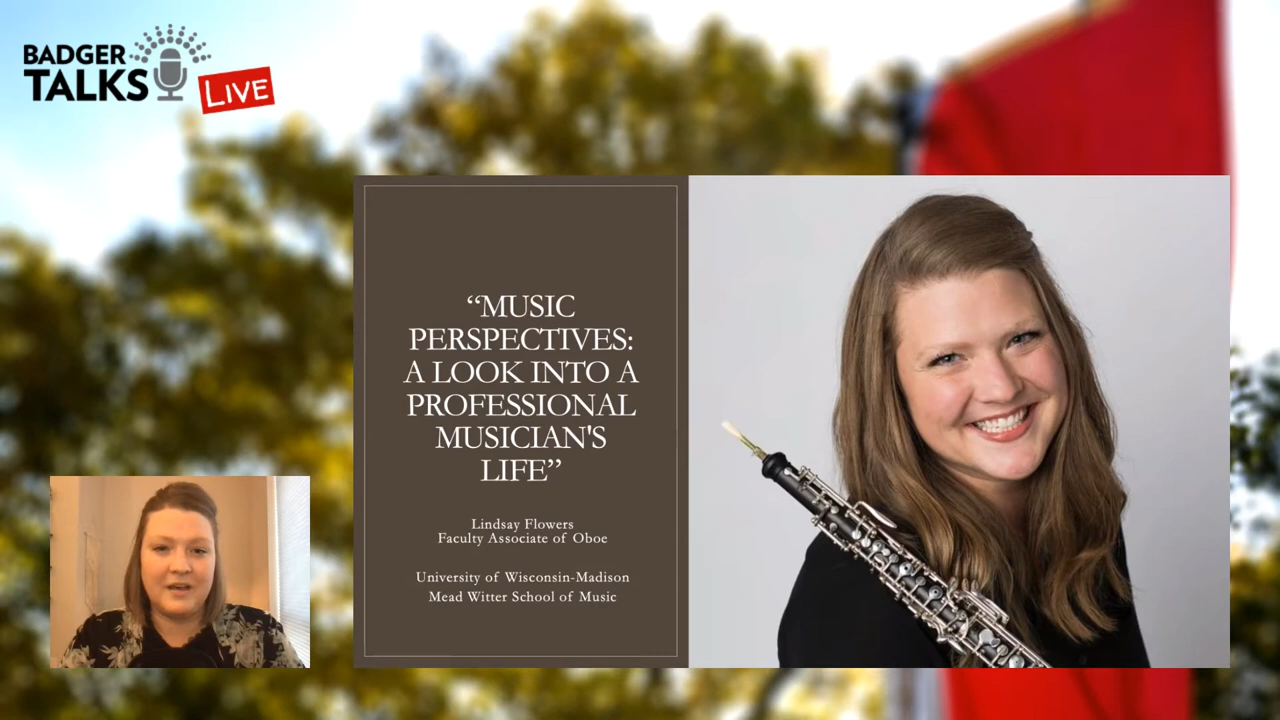 BADGER
TALKS
LIVE
“MUSIC
PERSPECTIVES:
A LOOK INTO A
PROFESSIONAL
MUSICIAN'S
LIFE”
Lindsay Flowers
Faculty Associate of Oboe
University of Wisconsin-Madison
Mead Witter School of Music